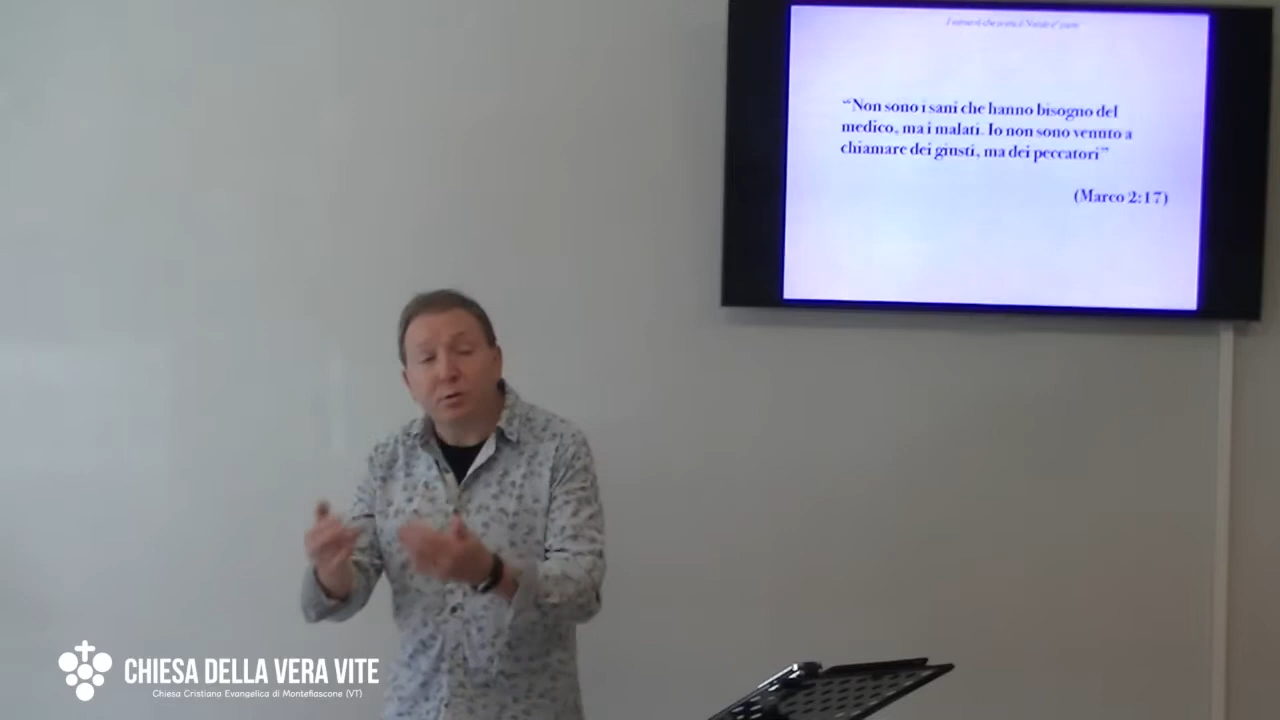 “Non sono i sani che hanno bisogno del
medico, ma i malati. Io non sono venuto a
chiamare dei giusti, ma dei peccatori”
(Marco 2:17)
CHIESA DELLA VERA VITE
Chiesa Cristiana Evangelica di Montefiascone (VT)